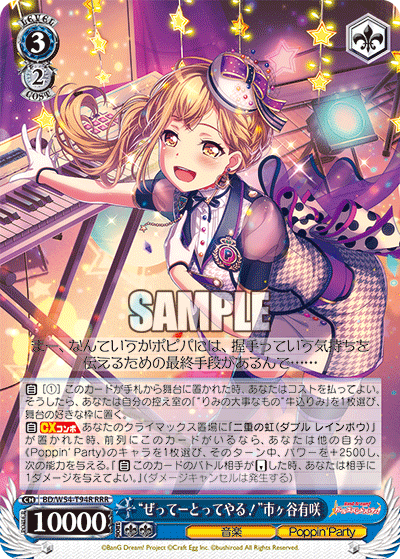 LEVEL
3
2
COST
SAMPLE
まー、なんていうかポピパには、握手っていう気持ちを
伝えるための最終手段があるんで……
自［(1)］このカードが手札から舞台に置かれた時、あなたはコストを払ってよい。
そうしたら、あなたは自分の控え室の「“りみの大事なもの”牛込りみ」を1枚選び、
舞台の好きな枠に置く。
自 CXコンボ あなたのクライマックス置場に「二重の虹(ダブル レインボウ)」
が置かれた時、前列にこのカードがいるなら、あなたは他の自分の
《Poppin'Party》のキャラを1枚選び、そのターン中、パワーを＋2500し、
次の能力を与える。『自 このカードのバトル相手が した時、あなたは相手に
1ダメージを与えてよい。』(ダメージキャンセルは発生する)
CH
BD/W54-T94R RRR
10000
“ぜってーとってやる！”市ヶ谷有咲
音楽
Poppin'Party
©BanG Dream! Project ©Craft Egg Inc. ©bushiroad All Rights Reserved.